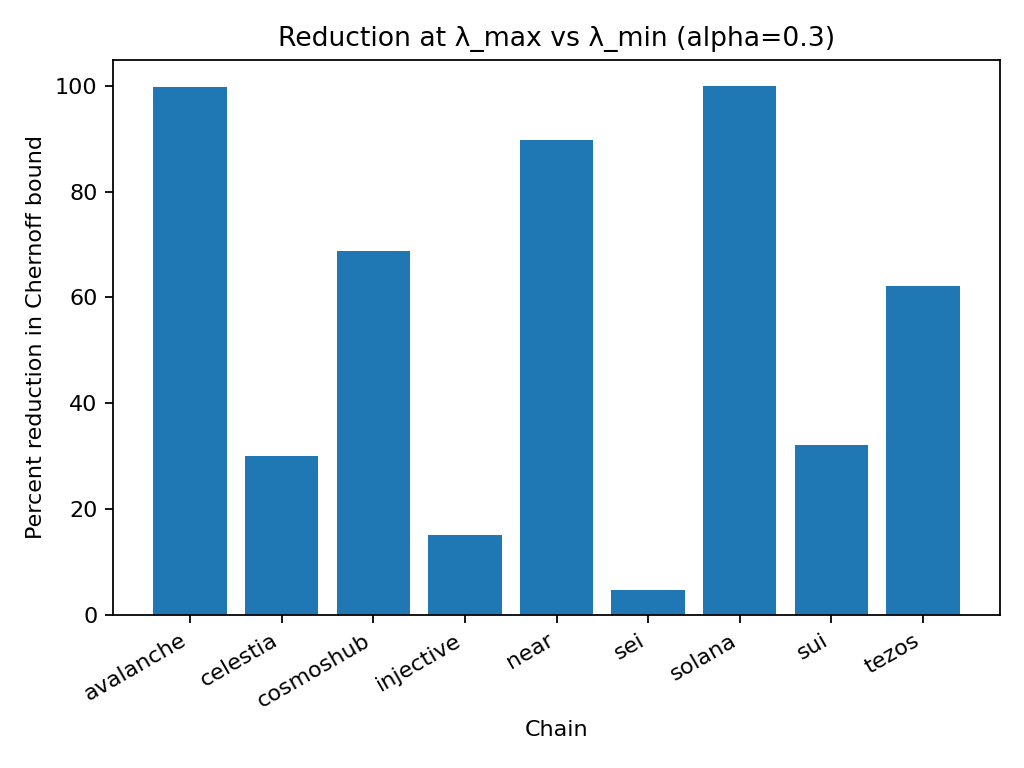 Reduction at λ_max vs λ_min (alpha=0.3)
Percent reduction in Chernoff bound
100
80
60
40
20
0
avalanche
celestia
cosmoshub
injective
near
sei
solana
sui
tezos
Chain